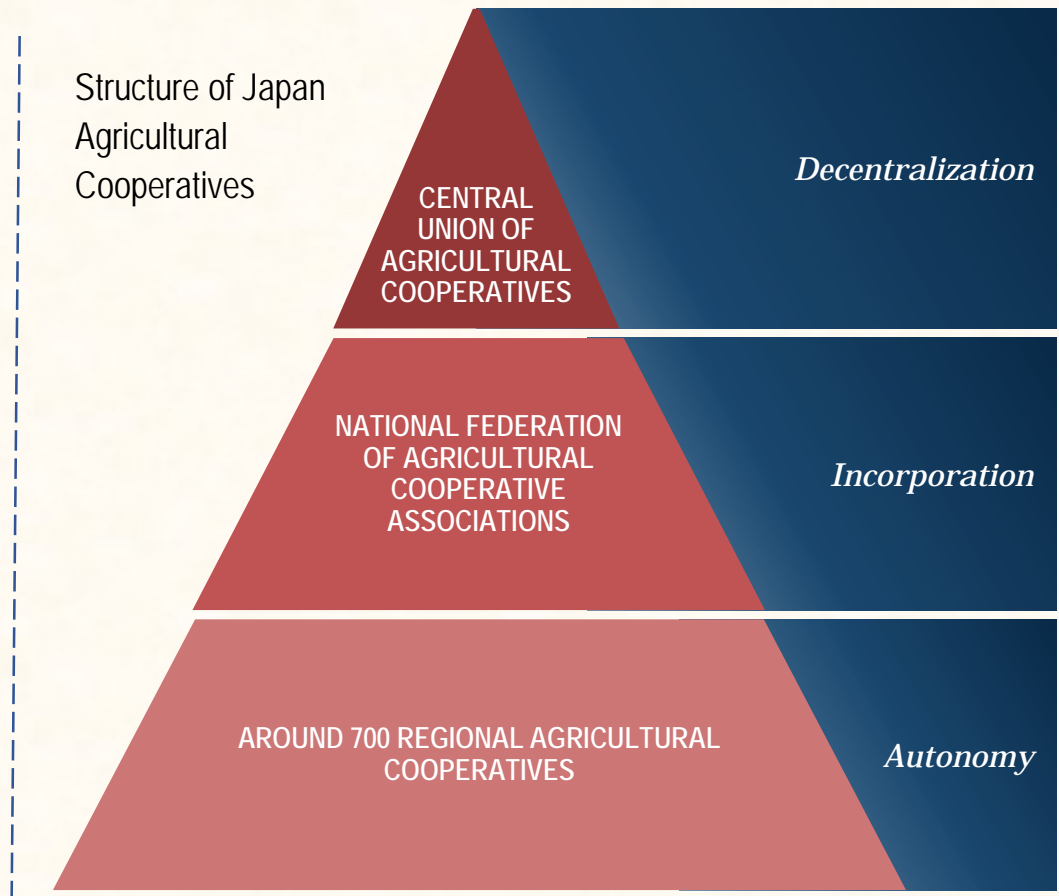 Structure of Japan
Agricultural
Cooperatives
CENTRAL
UNION OF
AGRICULTURAL
COOPERATIVES
Decentralization
NATIONAL FEDERATION
OF AGRICULTURAL
COOPERATIVE
ASSOCIATIONS
Incorporation
AROUND 700 REGIONAL AGRICULTURAL
COOPERATIVES
Autonomy